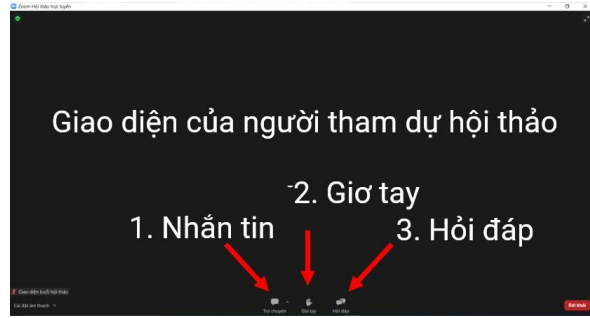 Zoom Hội thảo trực tuyến
Giao diện của người tham dự hội thảo
-2. Giơ tay
1. Nhắn tin
3. Hỏi đáp
Giao diện buổi hội thảo
Cài đặt âm thanh
Trò chuyện
Giơ tay
Hỏi đáp
Rời khỏi